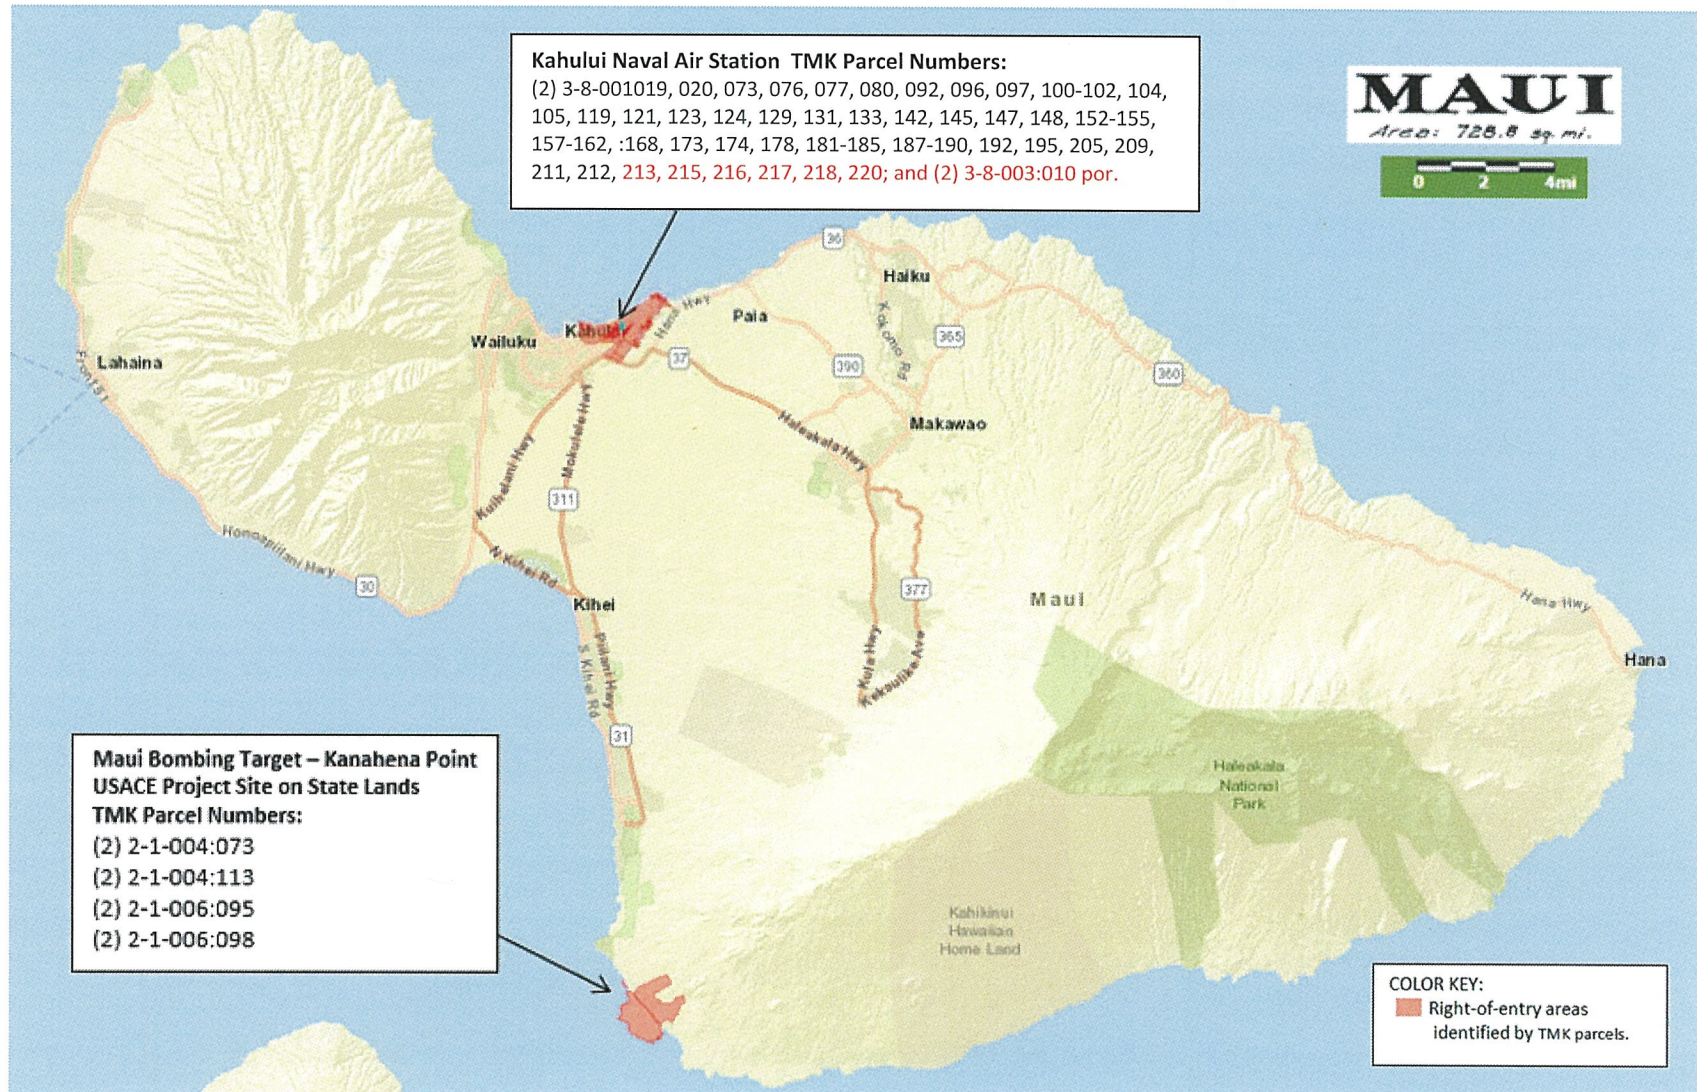 Kahului Naval Air Station  TMK Parcel Numbers:
(2) 3-8-001019, 020, 073, 076, 077, 080, 092, 096, 097, 100-102, 104,
105, 119, 121, 123, 124, 129, 131, 133, 142, 145, 147, 148, 152-155,
157-162, :168, 173, 174, 178, 181-185, 187-190, 192, 195, 205, 209,
211, 212, 213, 215, 216, 217, 218, 220; and (2) 3-8-003:010 por.
MAUI
Area: 728.8 sq. mi.
0 2 4mi
36
Haiku
Hana Hwy
Paia
Kahului
Wailuku
Kokomo Rd
365
37
390
360
Lahaina
Front St
Makawao
Haleakala Hwy
Mokulele Hwy
Kuihelani Hwy
311
N Kihei Rd
Honoapiilani Hwy
30
377
Maui
Kihei
Hana Hwy
Hana
Piilani Hwy
S Kihei Rd
Kula Hwy
Kekaulike Ave
31
Haleakala
National
Park
Maui Bombing Target – Kanahena Point
USACE Project Site on State Lands
TMK Parcel Numbers:
(2) 2-1-004:073
(2) 2-1-004:113
(2) 2-1-006:095
(2) 2-1-006:098
Kahikinui
Hawaiian
Home Land
COLOR KEY:
Right-of-entry areas
identified by TMK parcels.